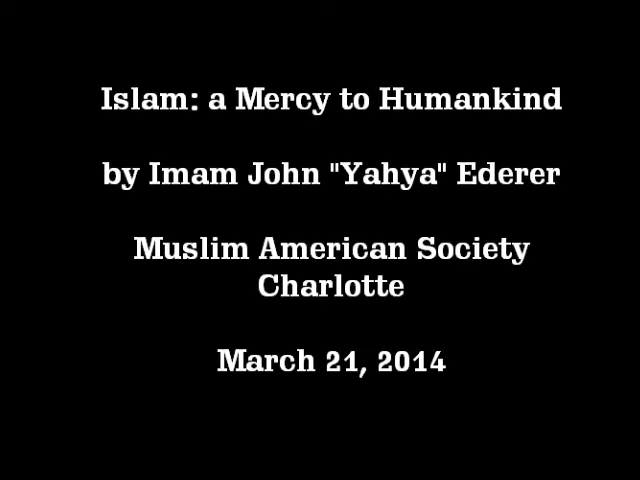 Islam: a Mercy to Humankind
by Imam John "Yahya" Ederer
Muslim American Society
Charlotte
March 21, 2014